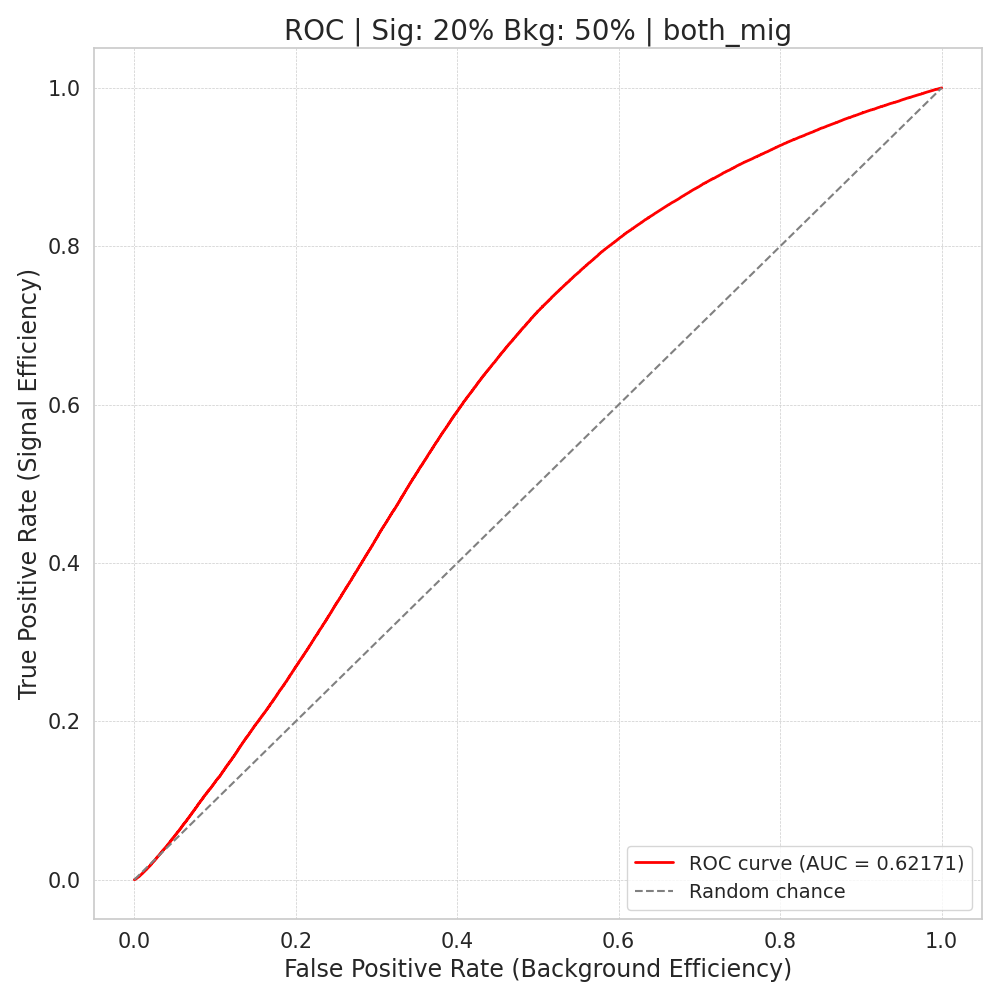 ROC | Sig: 20% Bkg: 50% | both_mig
True Positive Rate (Signal Efficiency)
1.0
0.8
0.6
0.4
0.2
0.0
ROC curve (AUC = 0.62171)
Random chance
0.0 0.2 0.4 0.6 0.8 1.0
False Positive Rate (Background Efficiency)